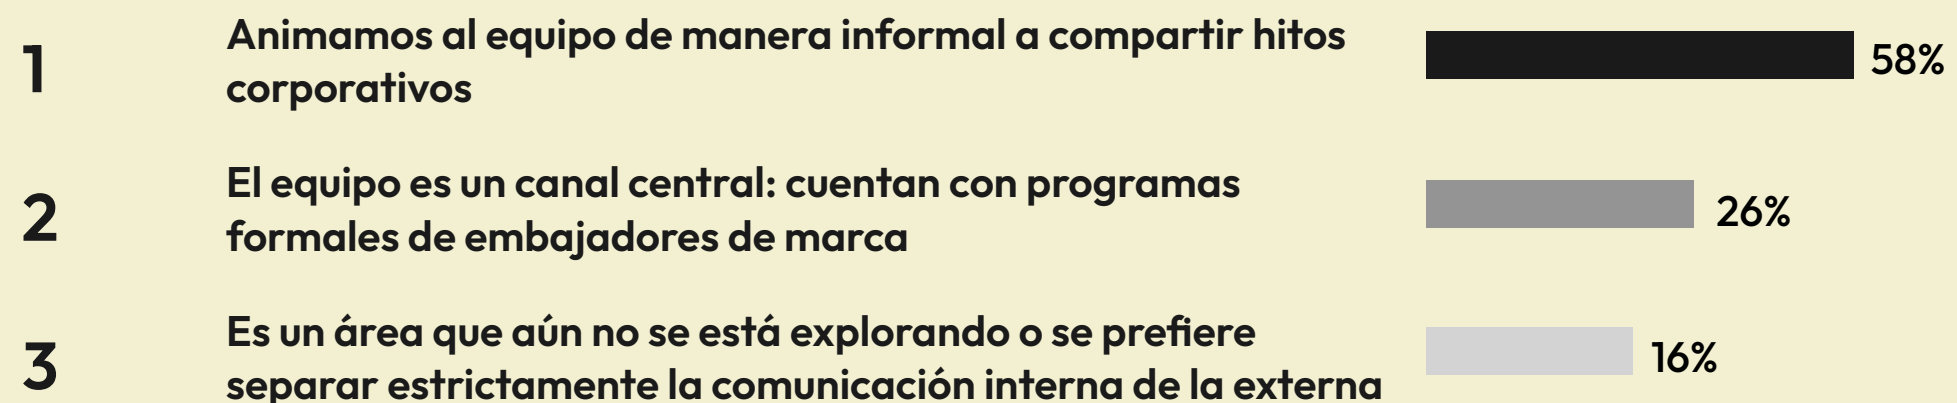 1
Animamos al equipo de manera informal a compartir hitos
corporativos
58%
2
El equipo es un canal central: cuentan con programas
formales de embajadores de marca
26%
3
Es un área que aún no se está explorando o se prefiere
separar estrictamente la comunicación interna de la externa
16%